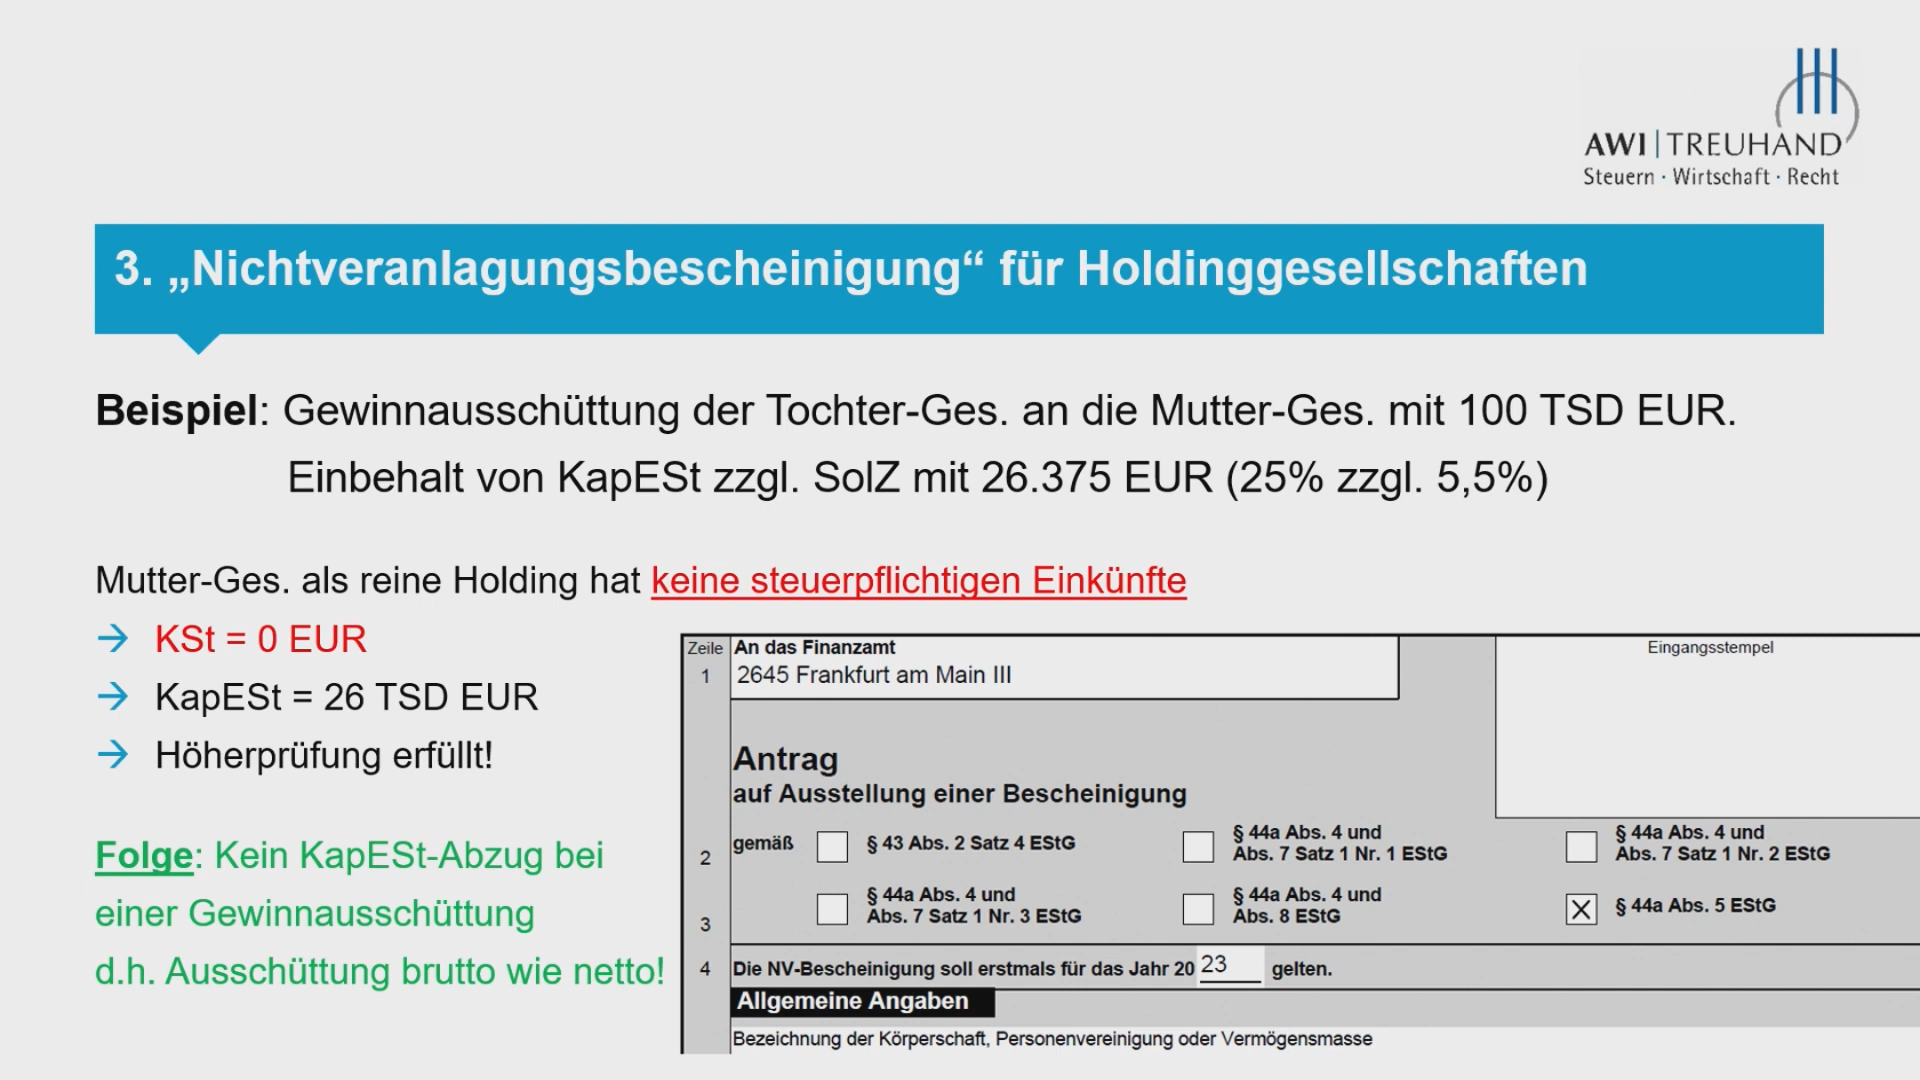 AWI | TREUHAND
Steuern · Wirtschaft · Recht
3. „Nichtveranlagungsbescheinigung“ für Holdinggesellschaften
Beispiel: Gewinnausschüttung der Tochter-Ges. an die Mutter-Ges. mit 100 TSD EUR.
Einbehalt von KapESt zzgl. SolZ mit 26.375 EUR (25% zzgl. 5,5%)
Mutter-Ges. als reine Holding hat keine steuerpflichtigen Einkünfte
→ KSt = 0 EUR
→ KapESt = 26 TSD EUR
→ Höherprüfung erfüllt!
Folge: Kein KapESt-Abzug bei
einer Gewinnausschüttung
d.h. Ausschüttung brutto wie netto!
Zeile An das Finanzamt
Eingangsstempel
1 2645 Frankfurt am Main III
Antrag
auf Ausstellung einer Bescheinigung
2 gemäß § 43 Abs. 2 Satz 4 EStG
§ 44a Abs. 4 und
Abs. 7 Satz 1 Nr. 1 EStG
§ 44a Abs. 4 und
Abs. 7 Satz 1 Nr. 2 EStG
3
§ 44a Abs. 4 und
Abs. 7 Satz 1 Nr. 3 EStG
§ 44a Abs. 4 und
Abs. 8 EStG
X § 44a Abs. 5 EStG
4 Die NV-Bescheinigung soll erstmals für das Jahr 20 23 gelten.
Allgemeine Angaben
Bezeichnung der Körperschaft, Personenvereinigung oder Vermögensmasse